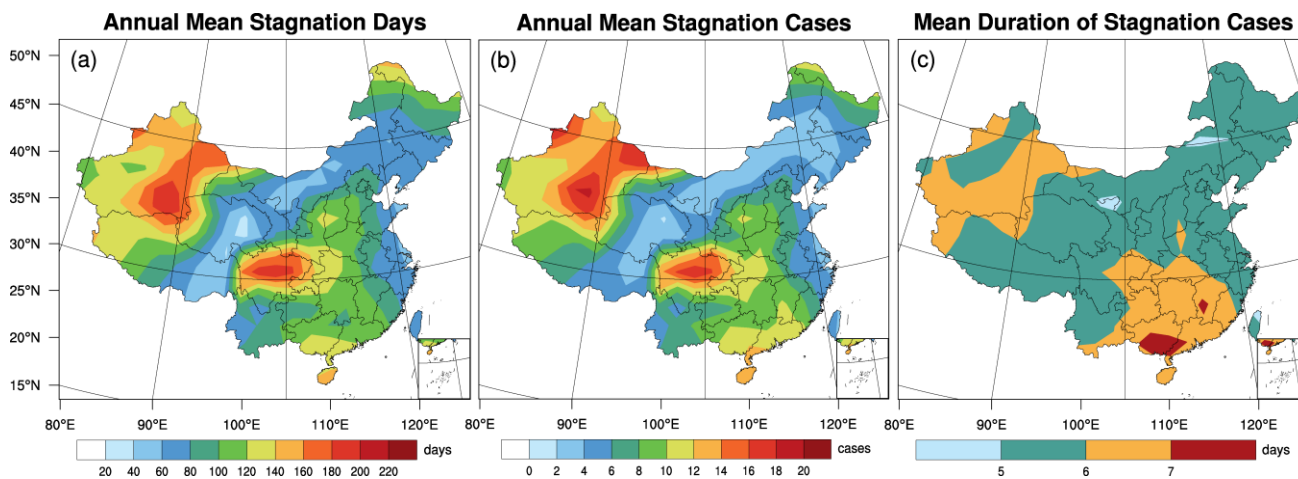 Annual Mean Stagnation Days
Annual Mean Stagnation Cases
Mean Duration of Stagnation Cases
(a)
(b)
(c)
50°N
45°N
40°N
35°N
30°N
25°N
20°N
15°N
80°E 90°E 100°E 110°E 120°E
80°E 90°E 100°E 110°E 120°E
80°E 90°E 100°E 110°E 120°E
days
20 40 60 80 100 120 140 160 180 200 220
cases
0 2 4 6 8 10 12 14 16 18 20
days
5 6 7